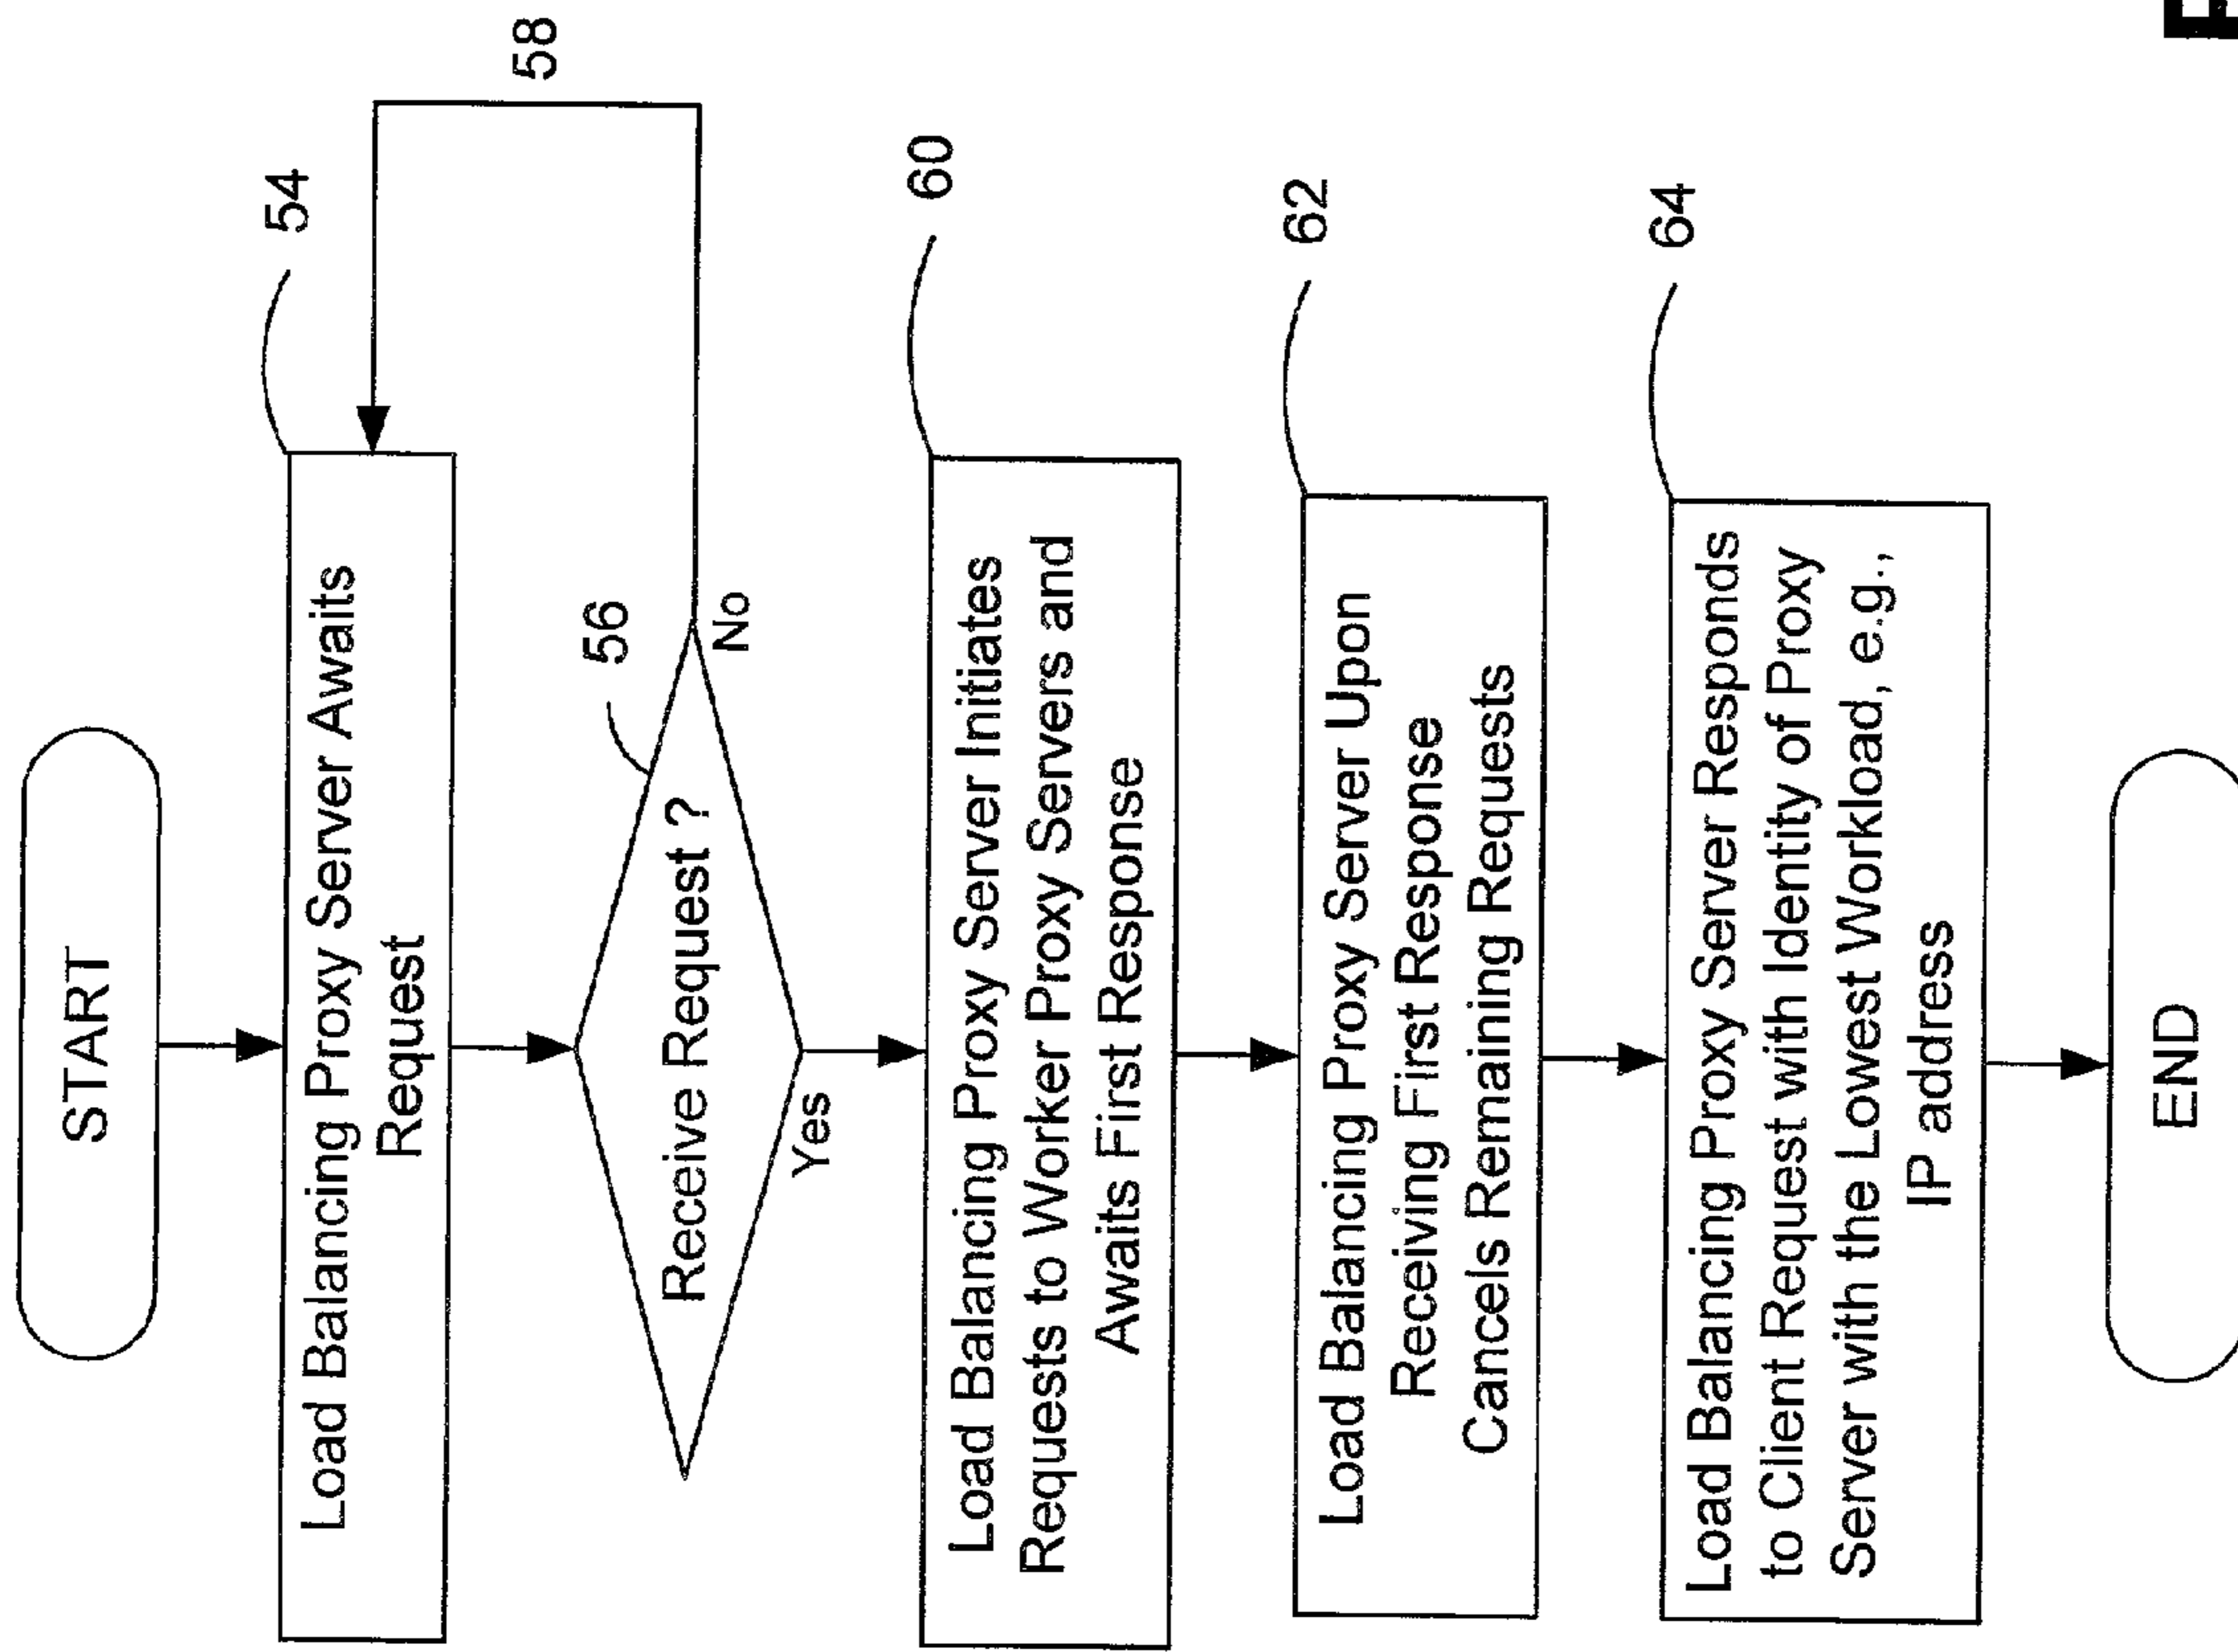 START
54
Load Balancing Proxy Server Awaits
Request
58
56
Receive Request ?
No
Yes
60
Load Balancing Proxy Server Initiates
Requests to Worker Proxy Servers and
Awaits First Response
62
Load Balancing Proxy Server Upon
Receiving First Response
Cancels Remaining Requests
64
Load Balancing Proxy Server Responds
to Client Request with Identity of Proxy
Server with the Lowest Workload, e.g.,
IP address
END